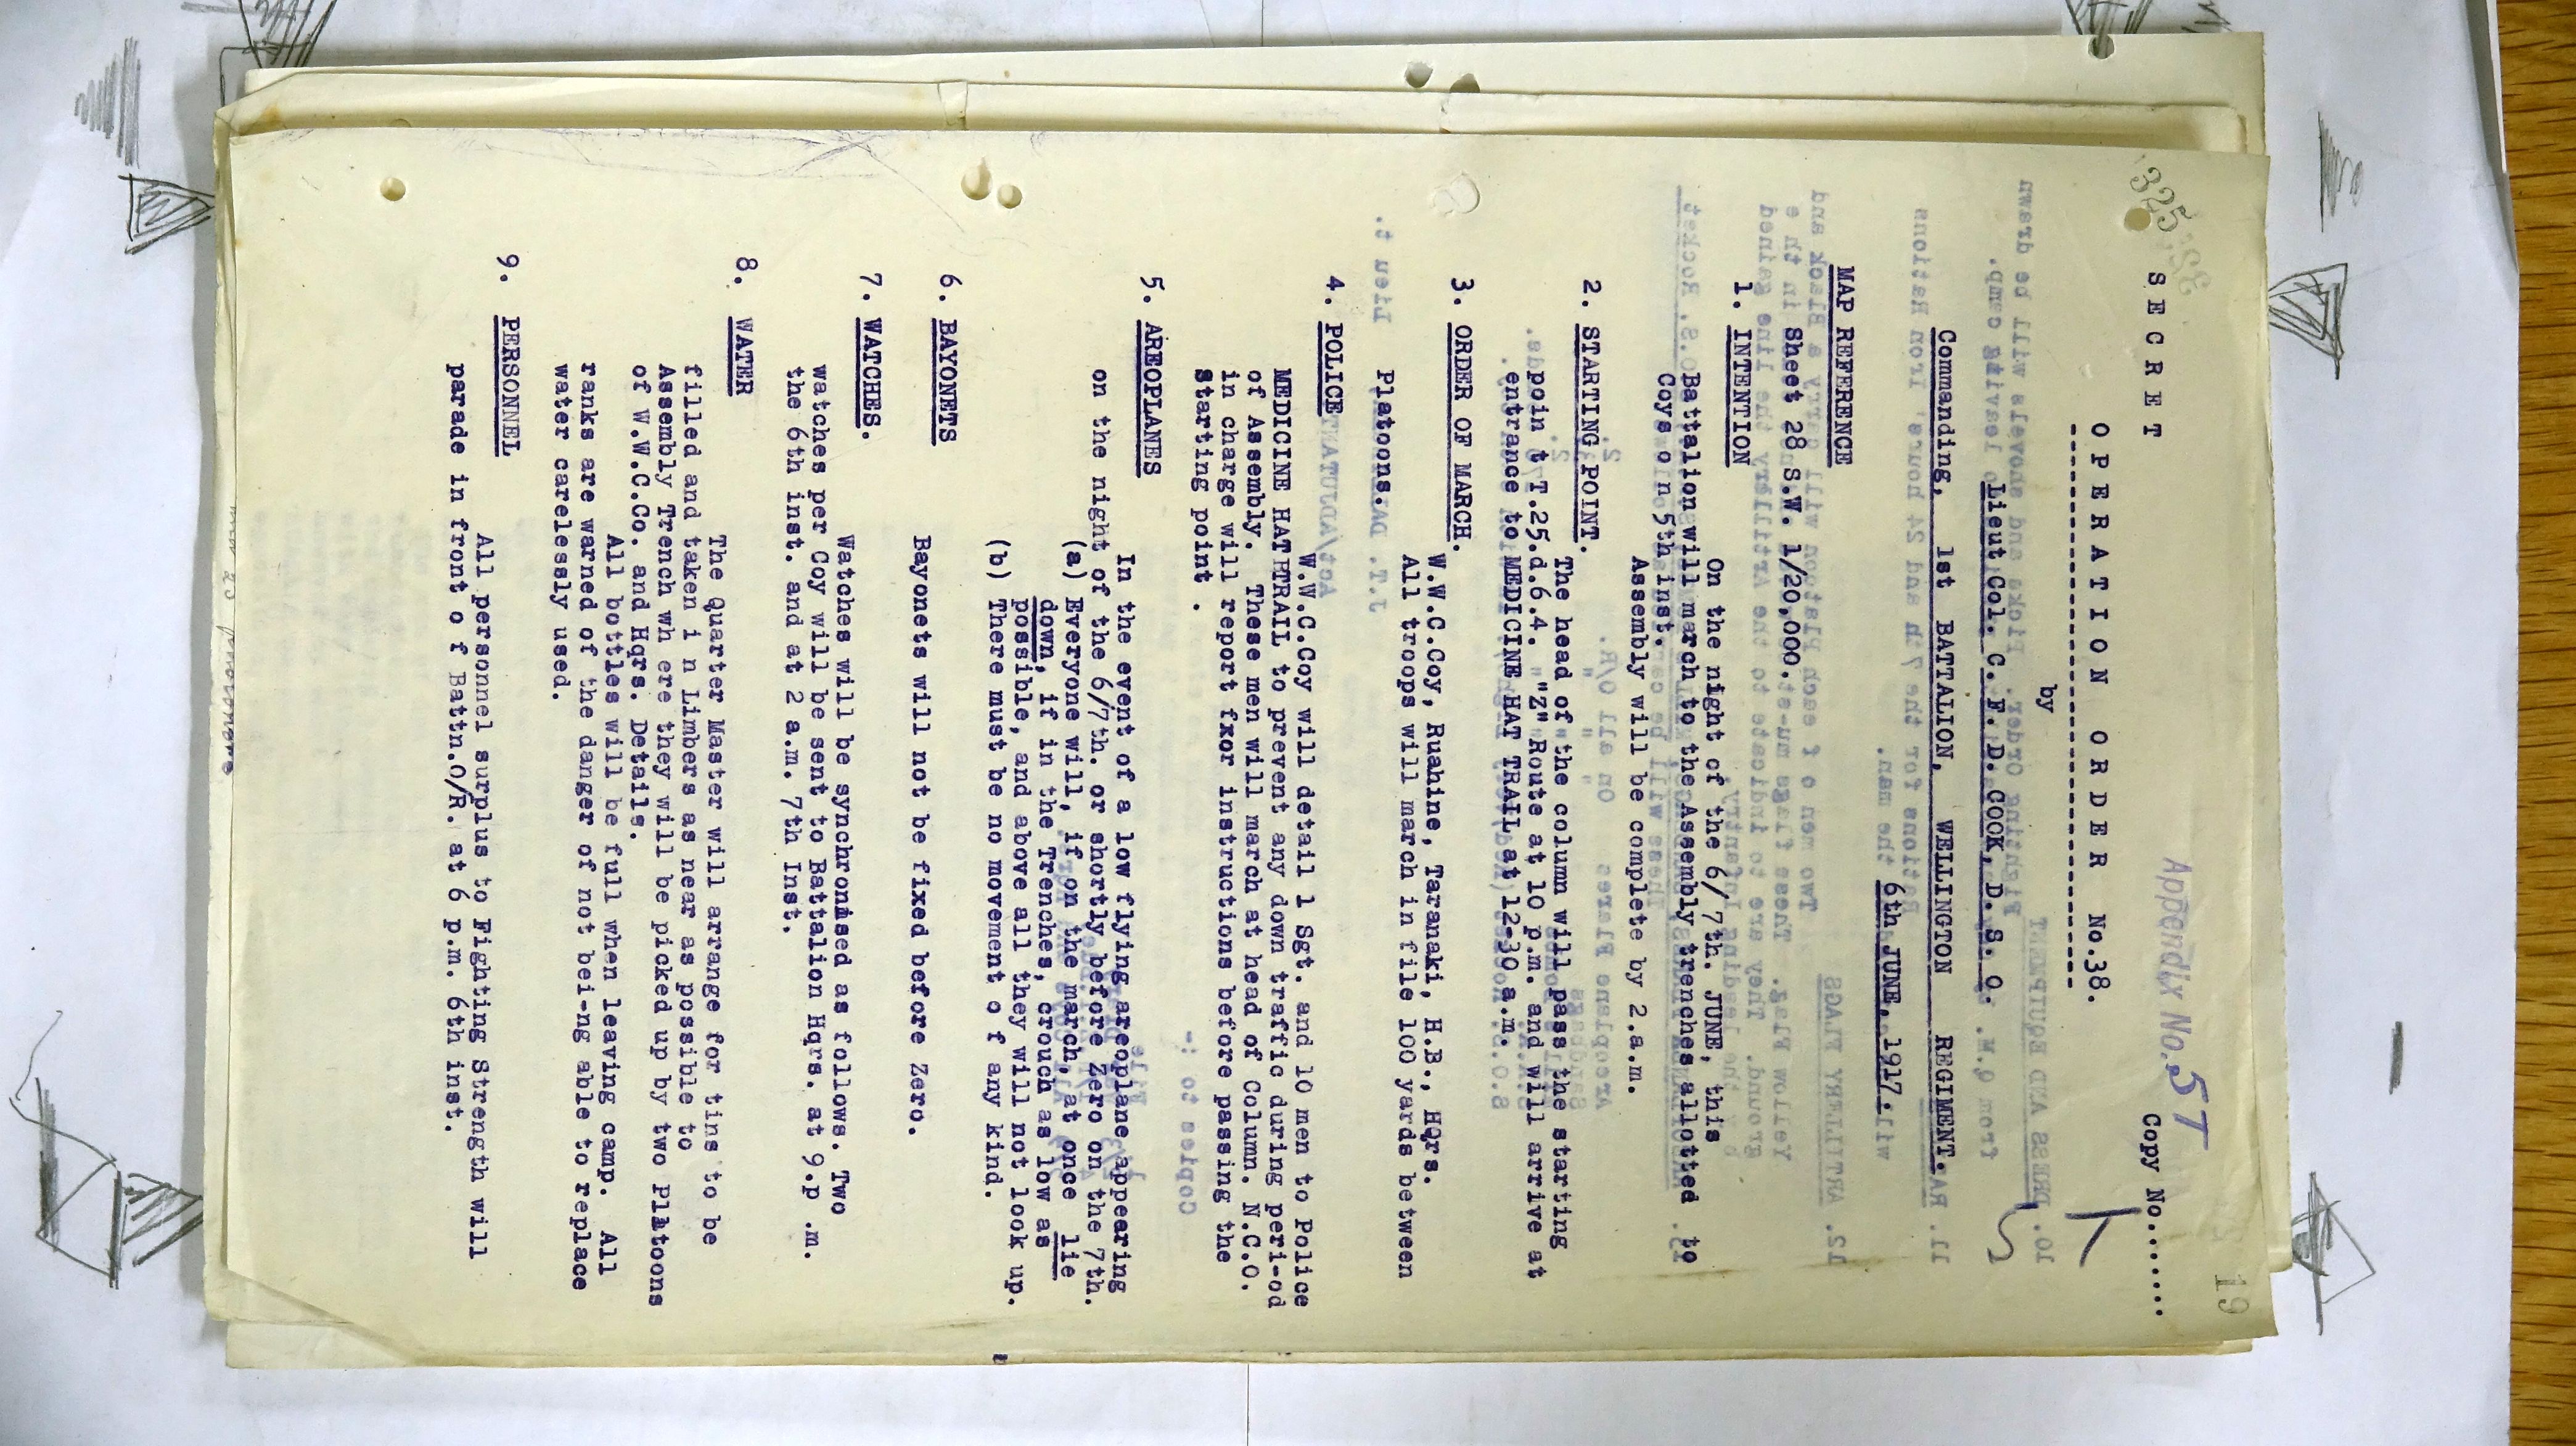 325
19
Appendix No. 57
SECRET
Copy No.......
OPERATION ORDER No.38.
by
Lieut Col. C. F. D. COOK, D. S. O.
Commanding, 1st BATTALION, WELLINGTON REGIMENT.
6th JUNE, 1917.
MAP REFERENCE
Sheet 28 S.W. 1/20,000.
1. INTENTION
On the night of the 6/7th. JUNE, this
Battalion will march to the Assembly trenches allotted to
Coys o n 5th inst.
Assembly will be complete by 2.a.m.
2. STARTING POINT.
The head of the column will pass the starting
poin t T.25.d.6.4. "Z" Route at 10 p.m. and will arrive at
entrance to MEDICINE HAT TRAIL at 12-30 a.m.
3. ORDER OF MARCH.
W.W.C.Coy, Ruahine, Taranaki, H.B., Hqrs.
All troops will march in file 100 yards between
Platoons.
4. POLICE
W.W.C.Coy will detail 1 Sgt. and 10 men to Police
MEDICINE HAT TRAIL to prevent any down traffic during peri-od
of Assembly. These men will march at head of Column. N.C.O.
in charge will report fxor instructions before passing the
starting point .
5. AREOPLANES
In the event of a low flying areoplane appearing
on the night of the 6/7th. or shortly before Zero on the 7th.
(a) Everyone will, if on the march, at once lie
down, if in the Trenches, crouch as low as
possible, and above all they will not look up.
(b) There must be no movement o f any kind.
6. BAYONETS
Bayonets will not be fixed before Zero.
7. WATCHES.
Watches will be synchronised as follows. Two
watches per Coy will be sent to Battalion Hqrs. at 9.p .m.
the 6th inst. and at 2 a.m. 7th Inst.
8. WATER
The Quarter Master will arrange for tins to be
filled and taken i n Limbers as near as possible to
Assembly Trench wh ere they will be picked up by two Platoons
of W.W.C.Co. and Hqrs. Details.
All bottles will be full when leaving camp. All
ranks are warned of the danger of not bei-ng able to replace
water carelessly used.
9. PERSONNEL
All personnel surplus to Fighting Strength will
parade in front o f Battn.O/R. at 6 p.m. 6th inst.